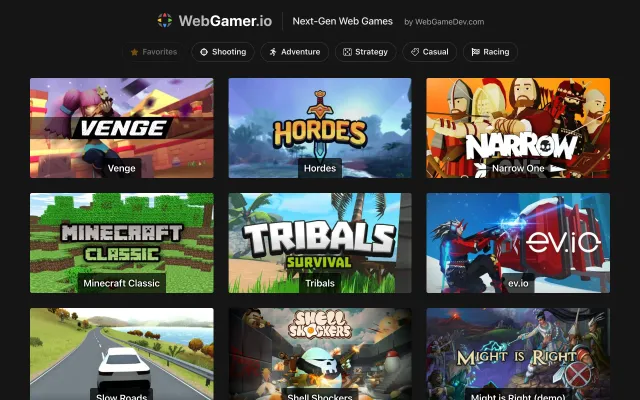 WebGamer.io
Next-Gen Web Games
by WebGameDev.com
Favorites
Shooting
Adventure
Strategy
Casual
Racing
VENGE
Venge
HORDES
Hordes
NARROW
ONE
Narrow One
MINECRAFT
CLASSIC
Minecraft Classic
TRIBALS
SURVIVAL
Tribals
ev.io
ev.io
Slow Roads
SHELL
SHOCKERS
Shell Shockers
MIGHT IS RIGHT
Might is Right (demo)